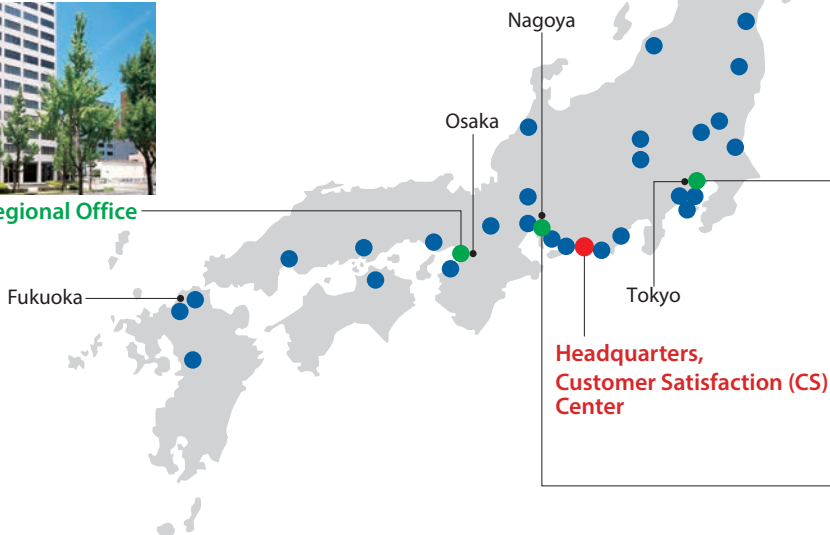 Nagoya
Osaka
egional Office
Fukuoka
Tokyo
Headquarters,
Customer Satisfaction (CS)
Center